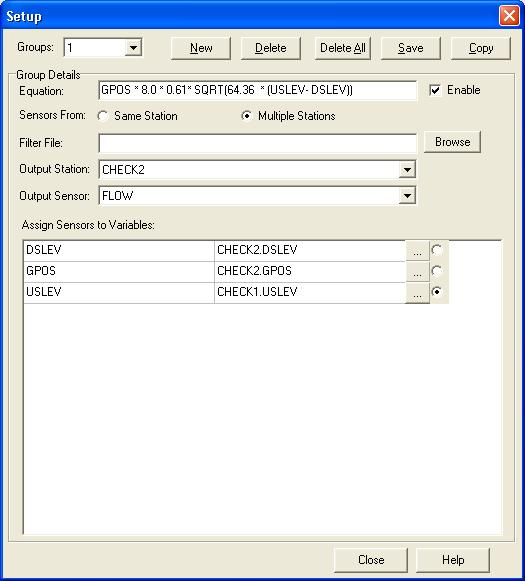 Setup
Groups: 1 New Delete Delete All Save Copy
Group Details
Equation: GPOS * 8.0 * 0.61* SQRT(64.36  * (USLEV- DSLEV)) Enable
Sensors From: Same Station Multiple Stations
Filter File: Browse
Output Station: CHECK2
Output Sensor: FLOW
Assign Sensors to Variables:
DSLEV CHECK2.DSLEV ...
GPOS CHECK2.GPOS ...
USLEV CHECK1.USLEV ...
Close Help